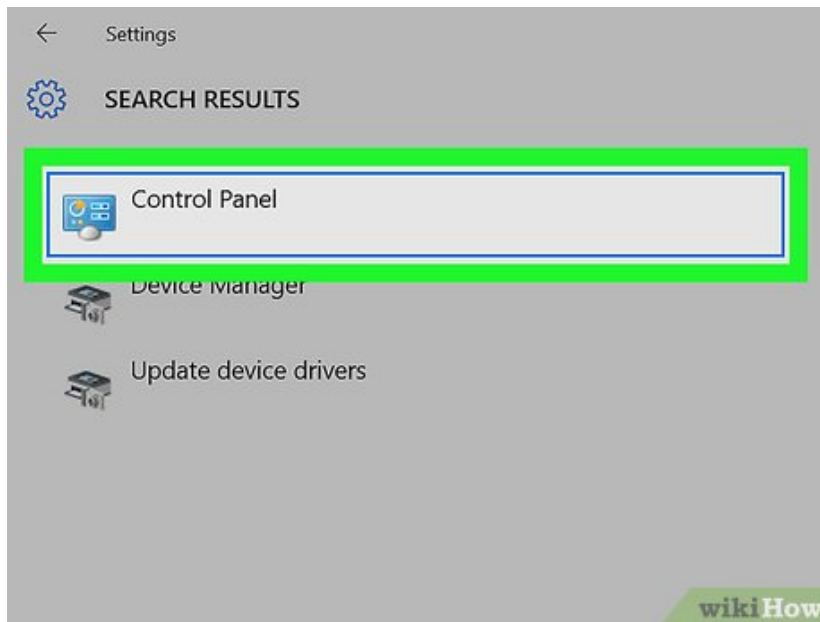 Settings
SEARCH RESULTS
Control Panel
Device Manager
Update device drivers
wikiHow